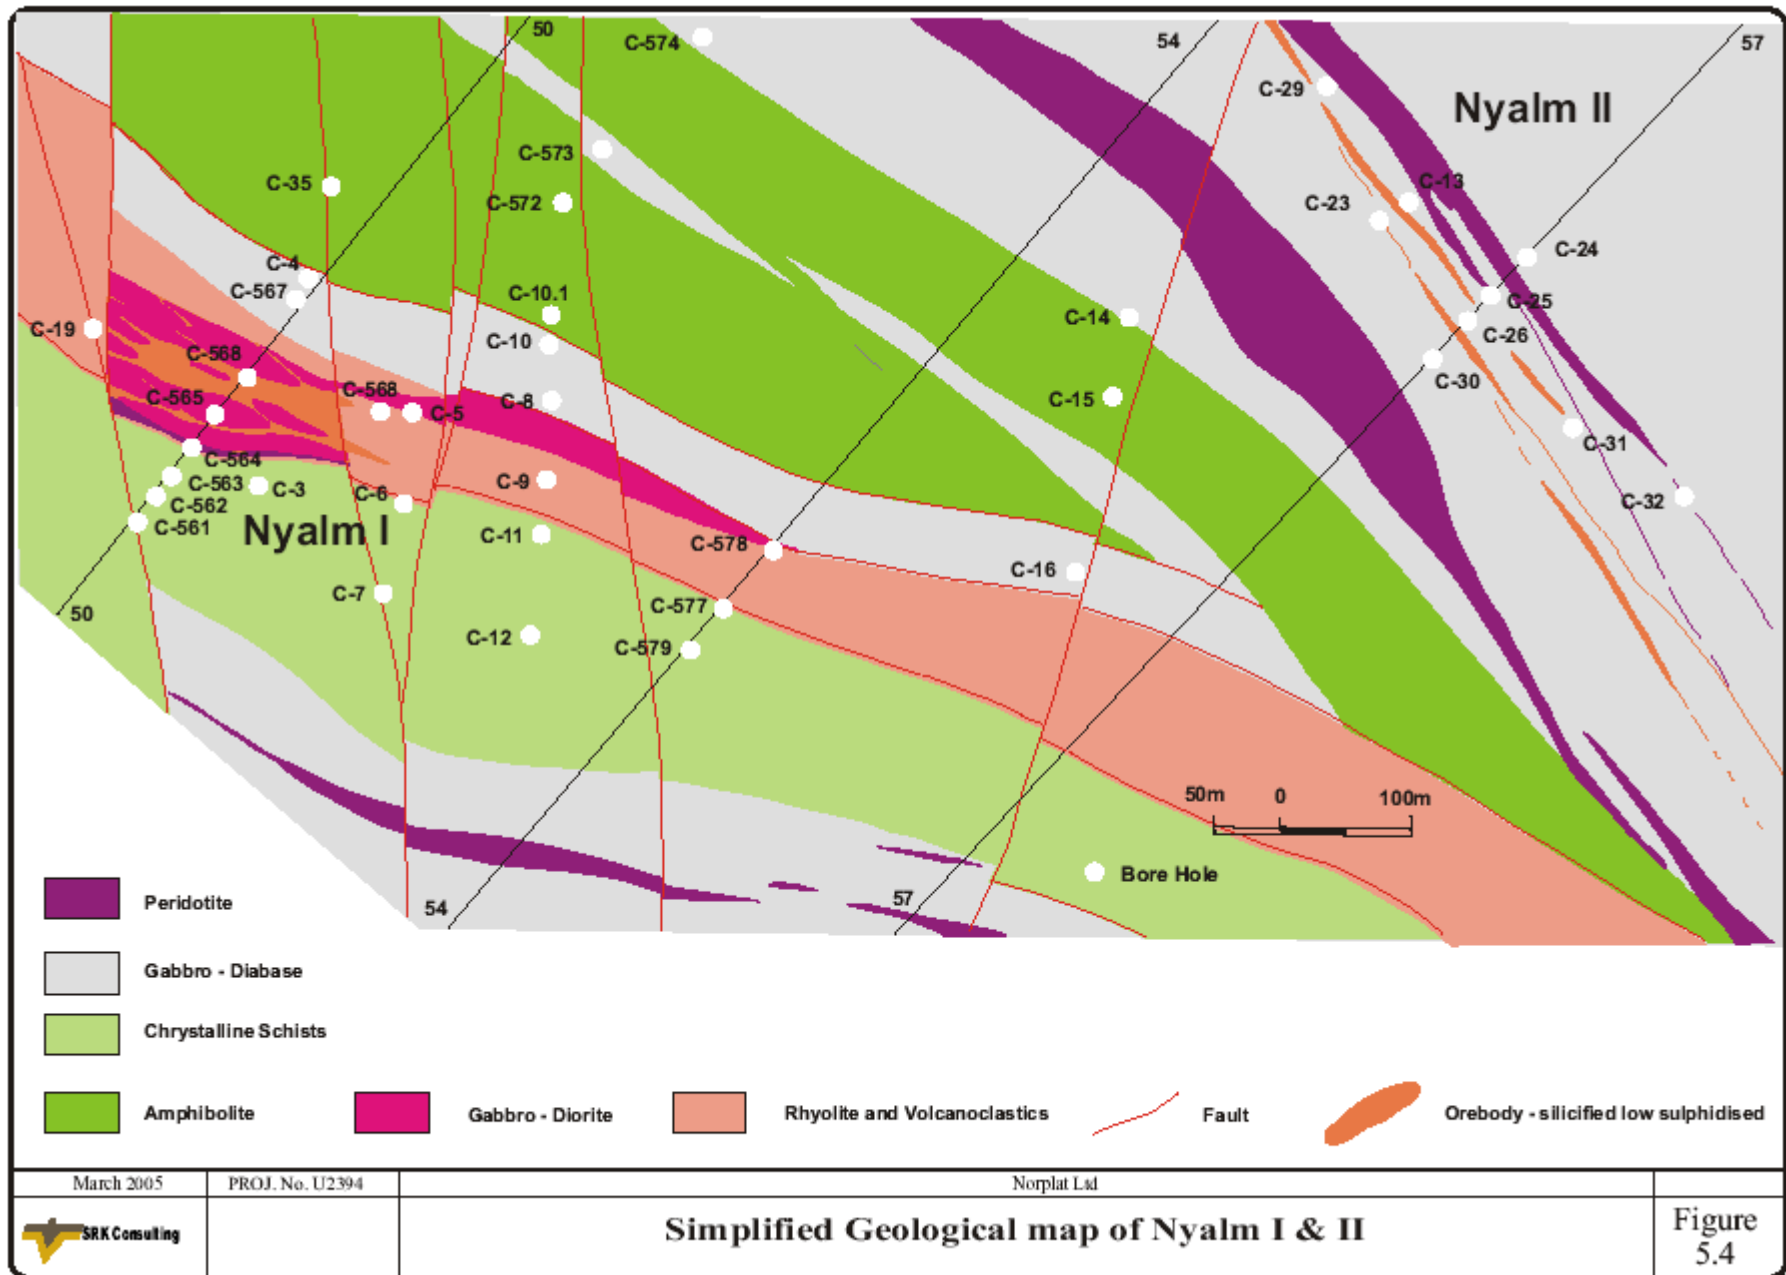 50
C-574
54
57
C-29
Nyalm II
C-573
C-35
C-572
C-13
C-23
C-24
C-4
C-567
C-10.1
C-25
C-19
C-10
C-14
C-26
C-568
C-30
C-568
C-565
C-5
C-8
C-15
C-31
C-564
C-563
C-3
C-6
C-9
C-562
C-32
C-561
Nyalm I
C-11
C-578
C-16
C-7
50
C-577
C-12
C-579
50m 0 100m
Bore Hole
54
57
Peridotite
Gabbro - Diabase
Chrystalline Schists
Amphibolite
Gabbro - Diorite
Rhyolite and Volcanoclastics
Fault
Orebody - silicified low sulphidised
March 2005
PROJ. No. U2394
Norplat Ltd
SRK Consulting
Simplified Geological map of Nyalm I & II
Figure
5.4